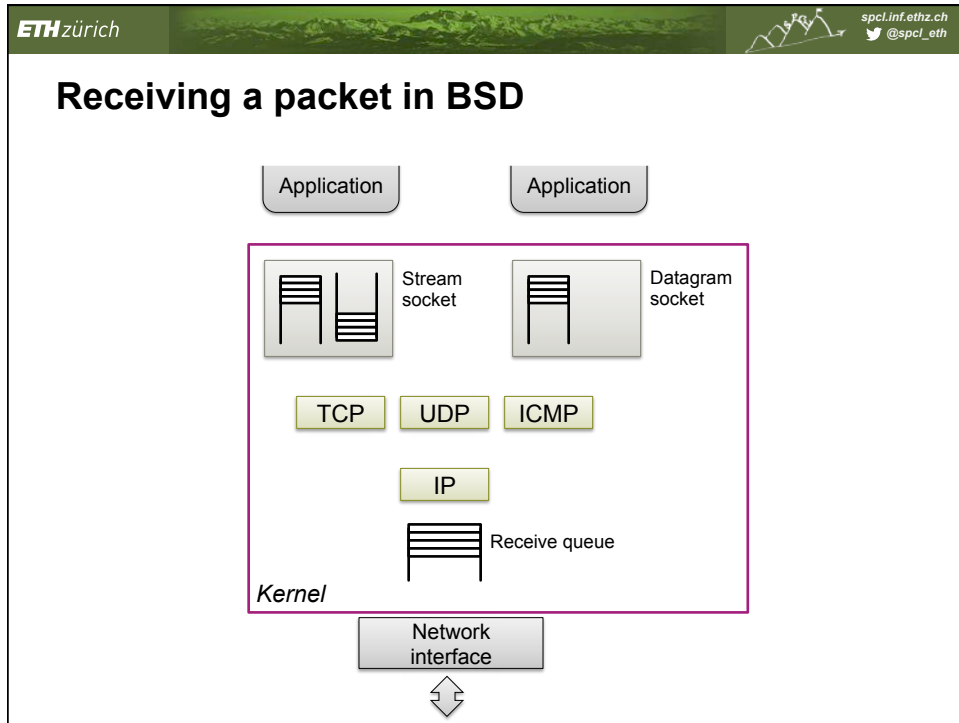 ETH zürich
spcl.inf.ethz.ch
@spcl_eth
Receiving a packet in BSD
Application
Application
Stream
socket
Datagram
socket
TCP
UDP
ICMP
IP
Receive queue
Kernel
Network
interface